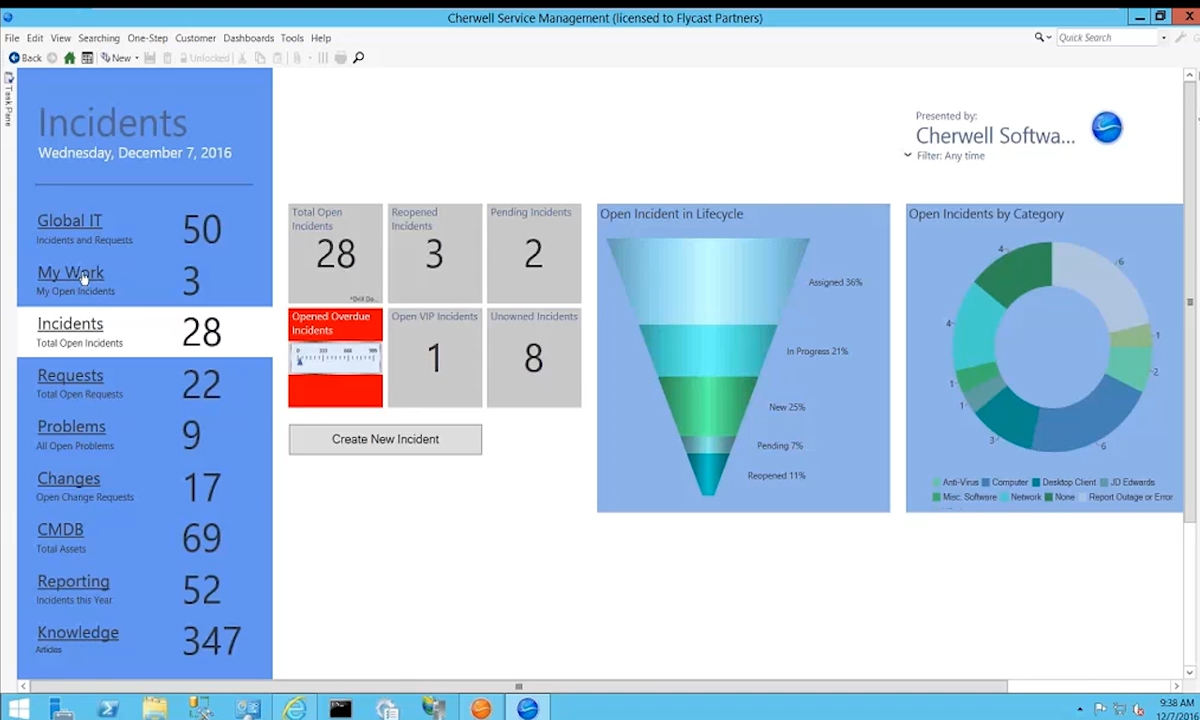 Cherwell Service Management (licensed to Flycast Partners)
File Edit View Searching One-Step Customer Dashboards Tools Help
Quick Search
Back New Unlocked
Task Pane
Incidents
Wednesday, December 7, 2016
Global IT 50
Incidents and Requests
My Work 3
My Open Incidents
Incidents 28
Total Open Incidents
Requests 22
Total Open Requests
Problems 9
All Open Problems
Changes 17
Open Change Requests
CMDB 69
Total Assets
Reporting 52
Incidents this Year
Knowledge 347
Articles
Presented by:
Cherwell Softwa...
Filter: Any time
Total Open
Incidents
28
Reopened
Incidents
3
Pending Incidents
2
Opened Overdue
Incidents
0 333 666 999
Open VIP Incidents
1
Unowned Incidents
8
Create New Incident
Open Incident in Lifecycle
Assigned 36%
In Progress 21%
New 25%
Pending 7%
Reopened 11%
Open Incidents by Category
4
6
4
1
2
1
1
3
6
Anti-Virus Computer Desktop Client JD Edwards
Misc. Software Network None Report Outage or Error
9:38 AM
12/7/2016